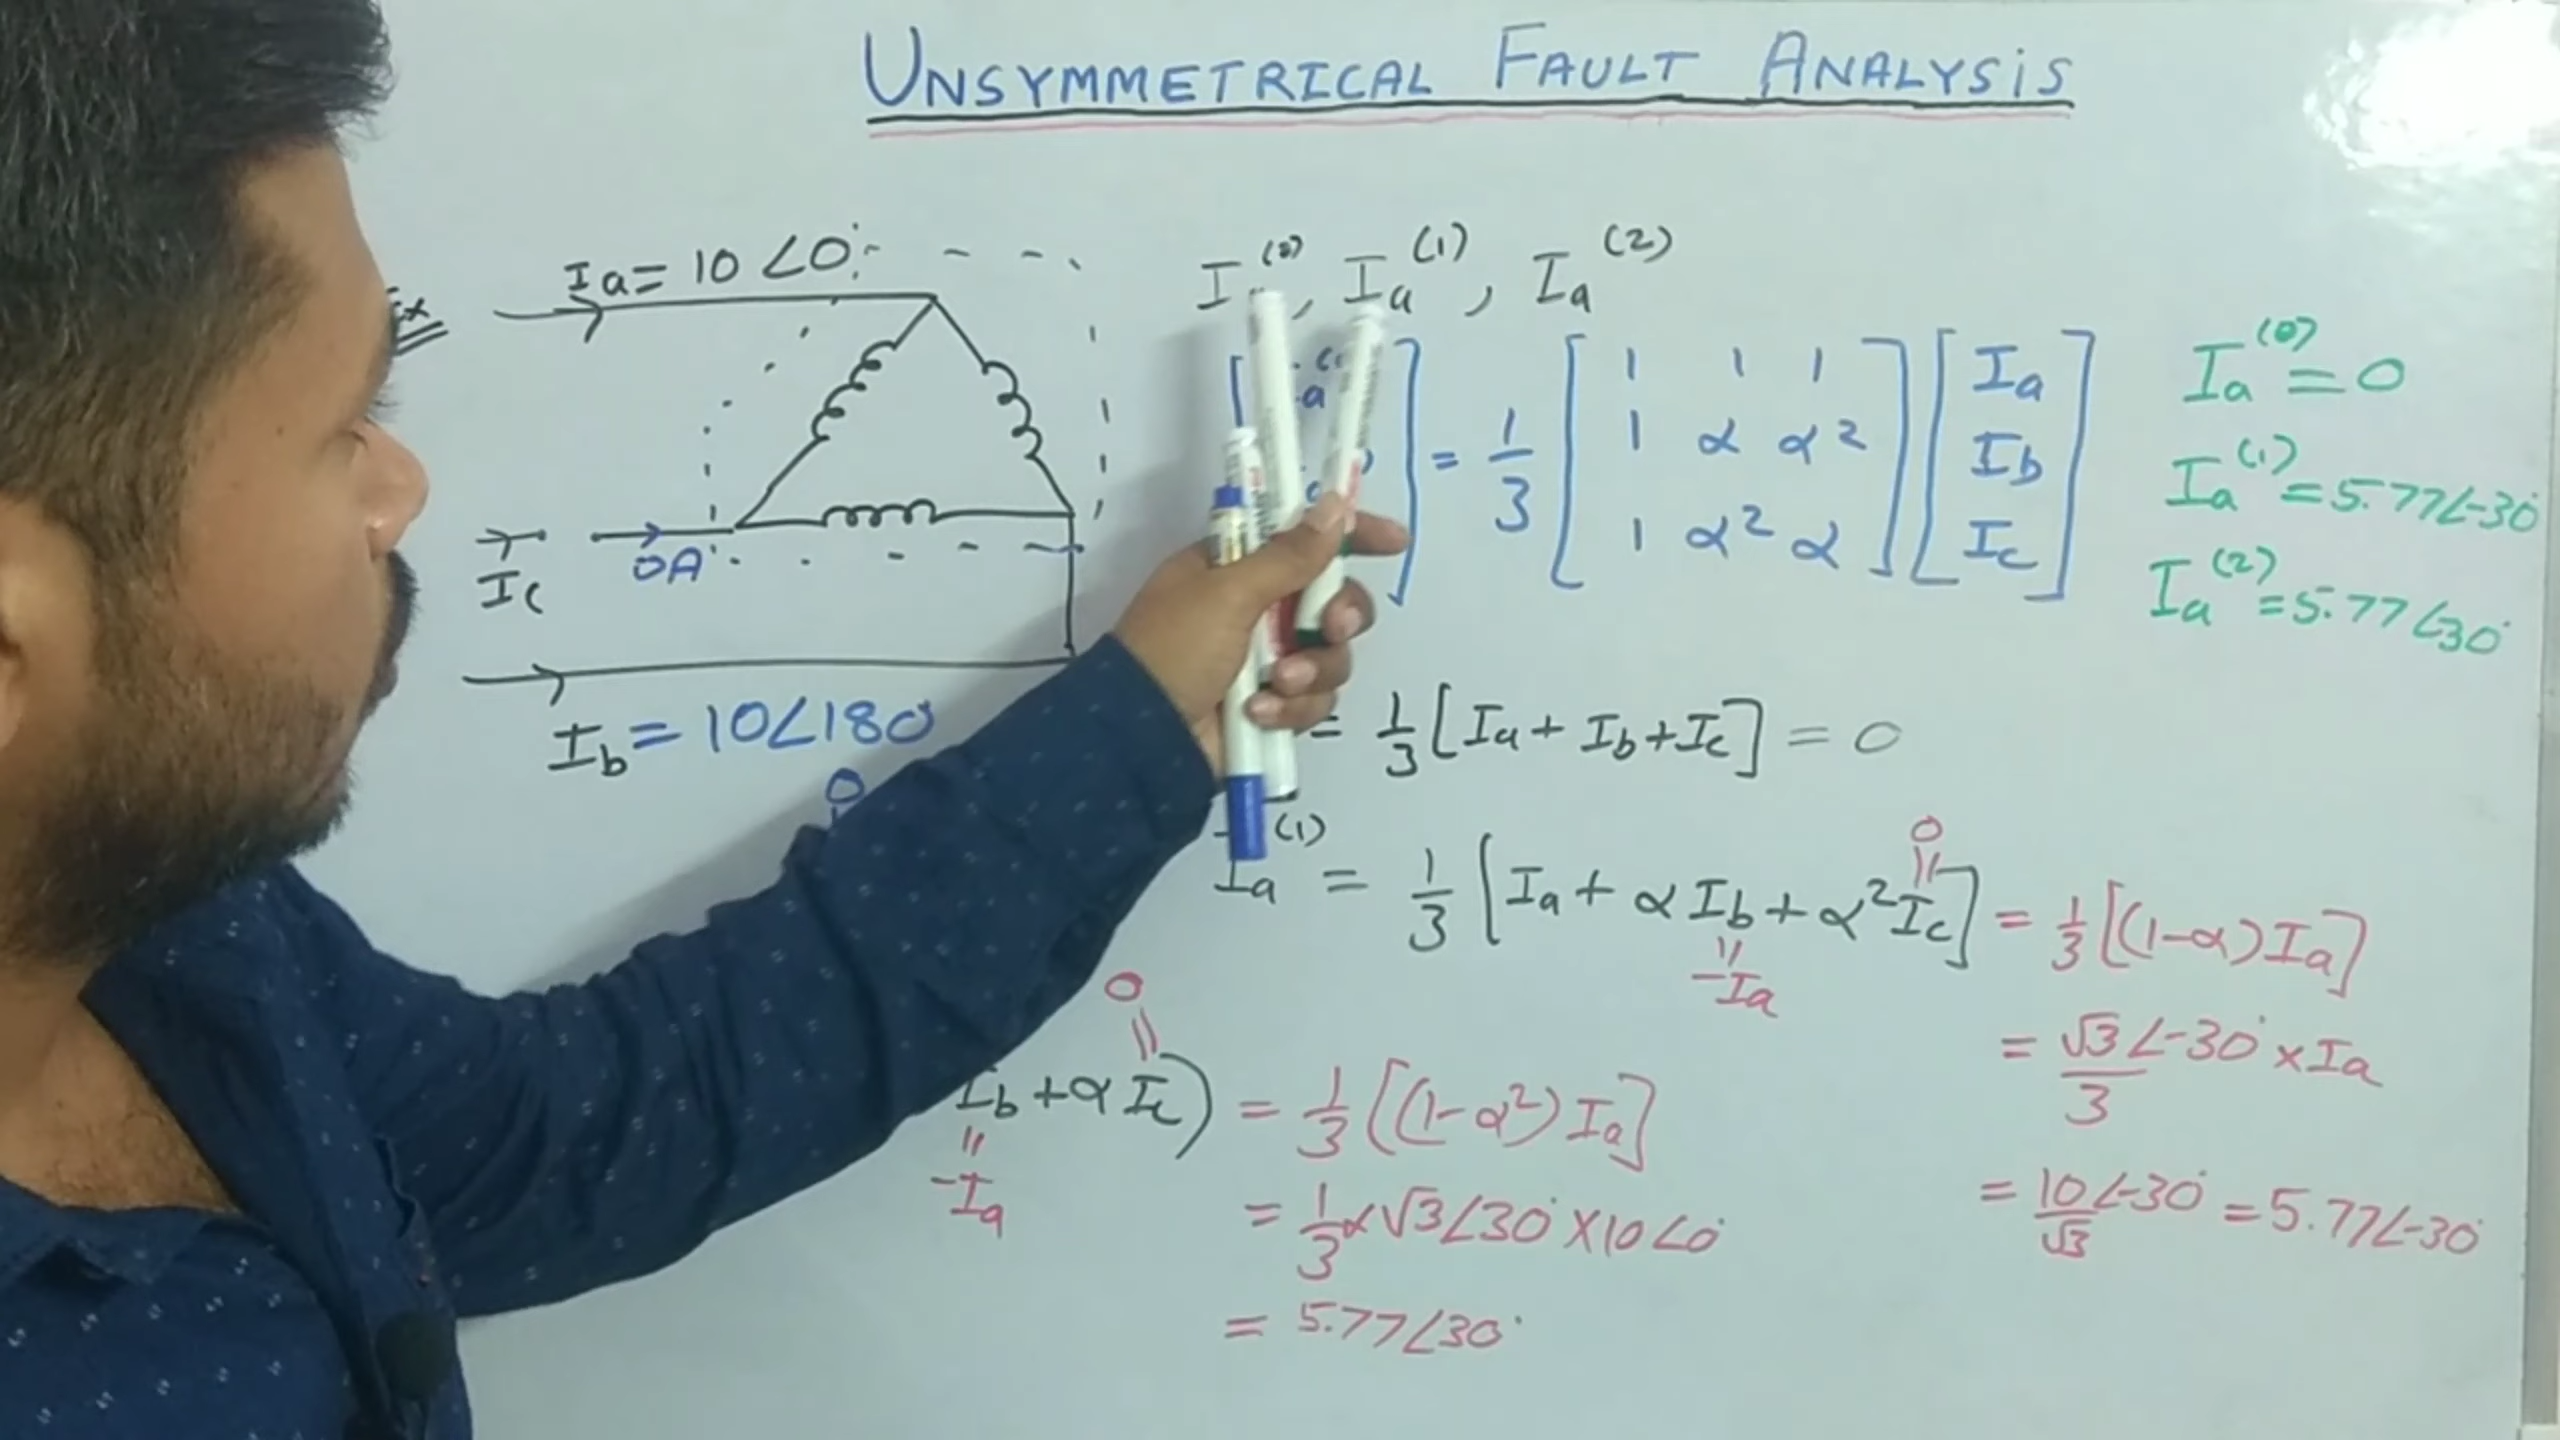 UNSYMMETRICAL FAULT ANALYSIS
Ex
Ia = 10 ∠0°
Ic
0A
Ib = 10∠180
0
I (0), Ia(1), Ia(2)
a
= 1/3 [1 1 1] [Ia]
[1 α α²] [Ib]
[1 α² α] [Ic]
Ia(0) = 0
Ia(1) = 5.77∠-30°
Ia(2) = 5.77∠30°
= 1/3 [Ia + Ib + Ic] = 0
0
Ia(1) = 1/3 [Ia + α Ib + α² Ic] = 1/3 [(1-α) Ia]
-Ia
= √3∠-30°/3 × Ia
= 10/√3 ∠-30° = 5.77∠-30°
0
Ib + α Ic) = 1/3 [(1-α²) Ia]
-Ia
= 1/3 × √3∠30° × 10∠0°
= 5.77∠30°